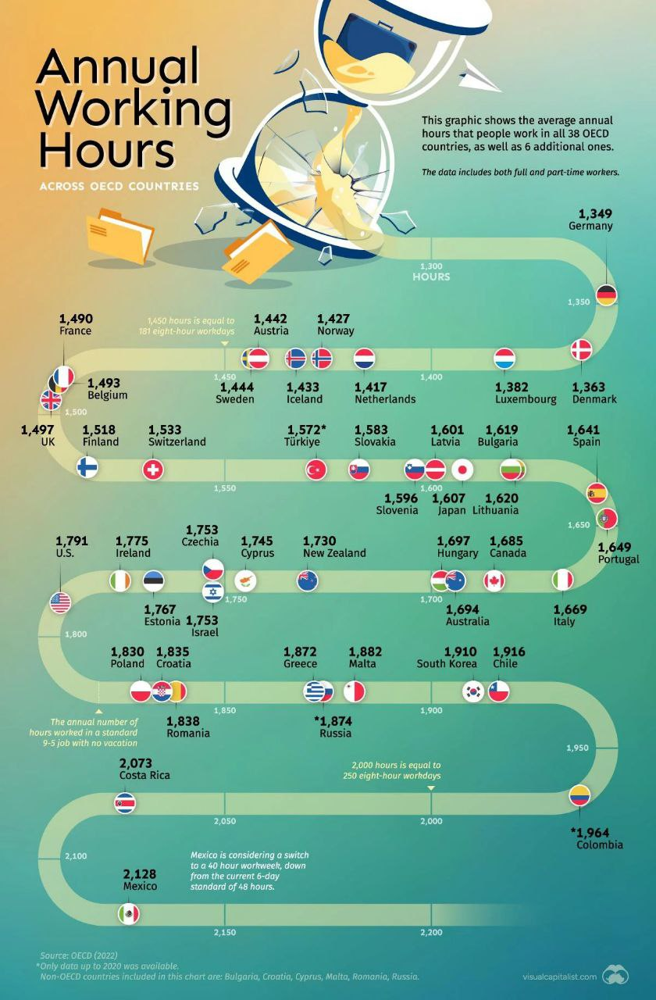 Annual
Working
Hours
ACROSS OECD COUNTRIES
This graphic shows the average annual
hours that people work in all 38 OECD
countries, as well as 6 additional ones.
The data includes both full and part-time workers.
1,349
Germany
1,300
HOURS
1,350
1,490
France
1,450 hours is equal to
181 eight-hour workdays
1,442
Austria
1,427
Norway
1,450
1,400
1,493
Belgium
1,444
Sweden
1,433
Iceland
1,417
Netherlands
1,382
Luxembourg
1,363
Denmark
1,500
1,497
UK
1,518
Finland
1,533
Switzerland
1,572*
Türkiye
1,583
Slovakia
1,601
Latvia
1,619
Bulgaria
1,641
Spain
1,550
1,600
1,596
Slovenia
1,607
Japan
1,620
Lithuania
1,650
1,649
Portugal
1,791
U.S.
1,775
Ireland
1,753
Czechia
1,745
Cyprus
1,730
New Zealand
1,697
Hungary
1,685
Canada
1,750
1,700
1,767
Estonia
1,753
Israel
1,694
Australia
1,669
Italy
1,800
1,830
Poland
1,835
Croatia
1,872
Greece
1,882
Malta
1,910
South Korea
1,916
Chile
1,850
1,900
The annual number of
hours worked in a standard
9-5 job with no vacation
1,838
Romania
*1,874
Russia
1,950
2,073
Costa Rica
2,000 hours is equal to
250 eight-hour workdays
2,050
2,000
*1,964
Colombia
2,100
Mexico is considering a switch
to a 40 hour workweek, down
from the current 6-day
standard of 48 hours.
2,128
Mexico
2,150
2,200
Source: OECD (2022)
*Only data up to 2020 was available.
Non-OECD countries included in this chart are: Bulgaria, Croatia, Cyprus, Malta, Romania, Russia.
visualcapitalist.com